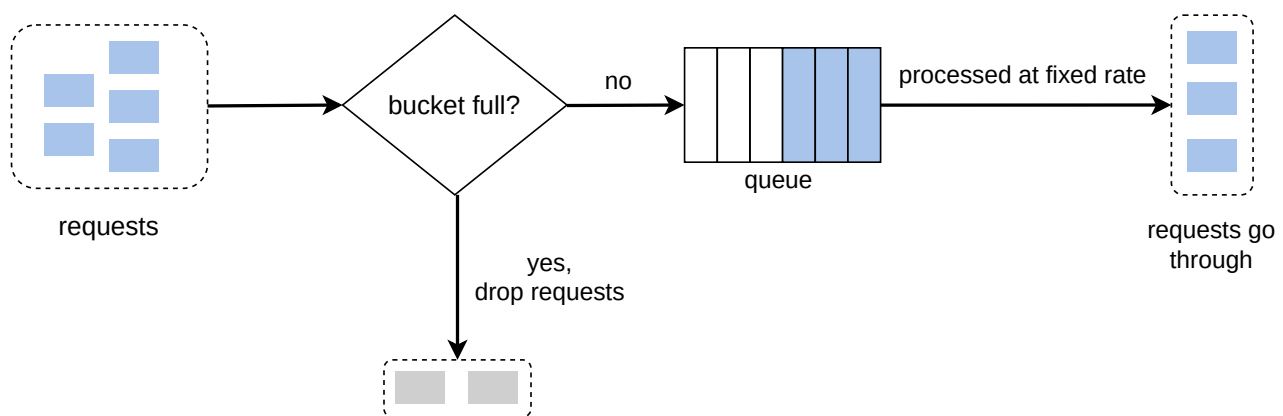 requests
bucket full?
no
yes,
drop requests
queue
processed at fixed rate
requests go
through